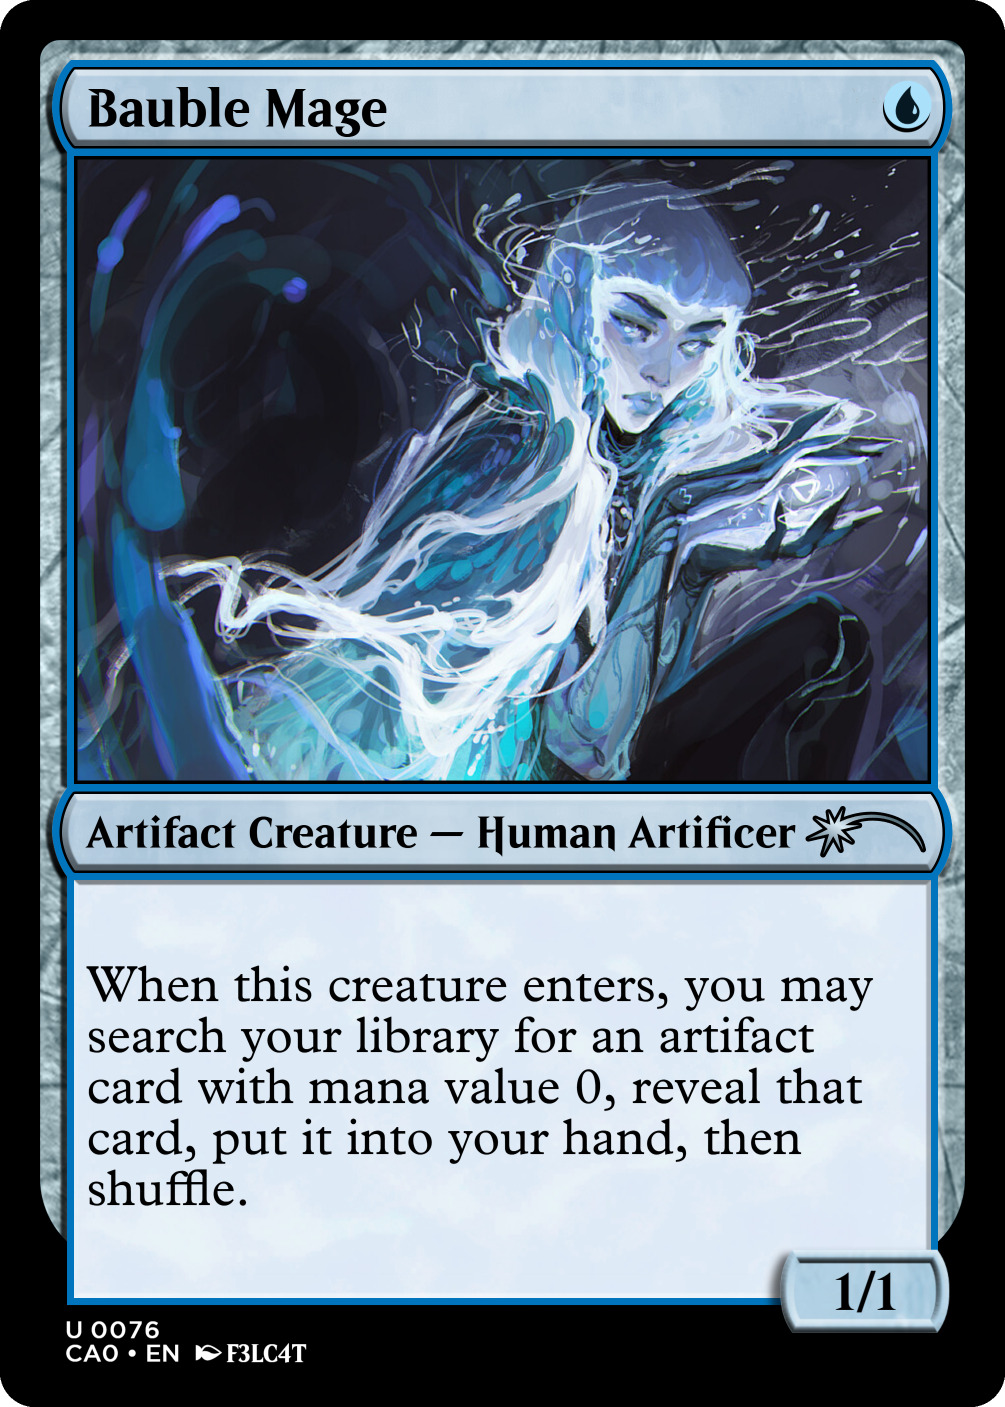 Bauble Mage
Artifact Creature — Human Artificer
When this creature enters, you may
search your library for an artifact
card with mana value 0, reveal that
card, put it into your hand, then
shuffle.
1/1
U 0076
CAO • EN F3LC4T